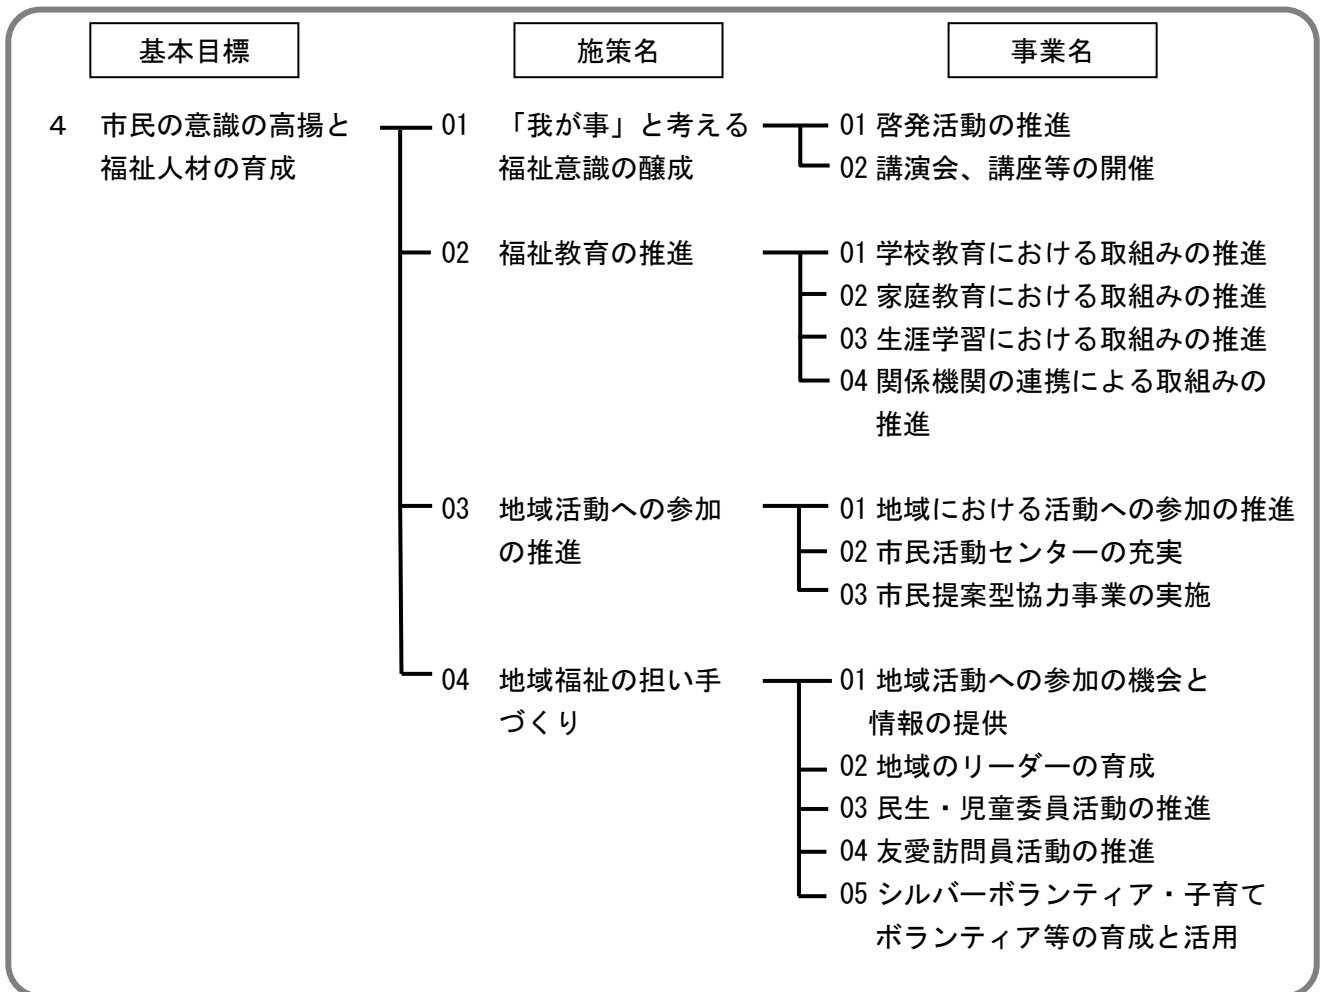 基本目標 施策名 事業名
４ 市民の意識の高揚と 01 「我が事」と考える 01 啓発活動の推進
福祉人材の育成 福祉意識の醸成 02 講演会、講座等の開催
02 福祉教育の推進 01 学校教育における取組みの推進
02 家庭教育における取組みの推進
03 生涯学習における取組みの推進
04 関係機関の連携による取組みの
推進
03 地域活動への参加 01 地域における活動への参加の推進
の推進 02 市民活動センターの充実
03 市民提案型協力事業の実施
04 地域福祉の担い手 01 地域活動への参加の機会と
づくり 情報の提供
02 地域のリーダーの育成
03 民生・児童委員活動の推進
04 友愛訪問員活動の推進
05 シルバーボランティア・子育て
ボランティア等の育成と活用